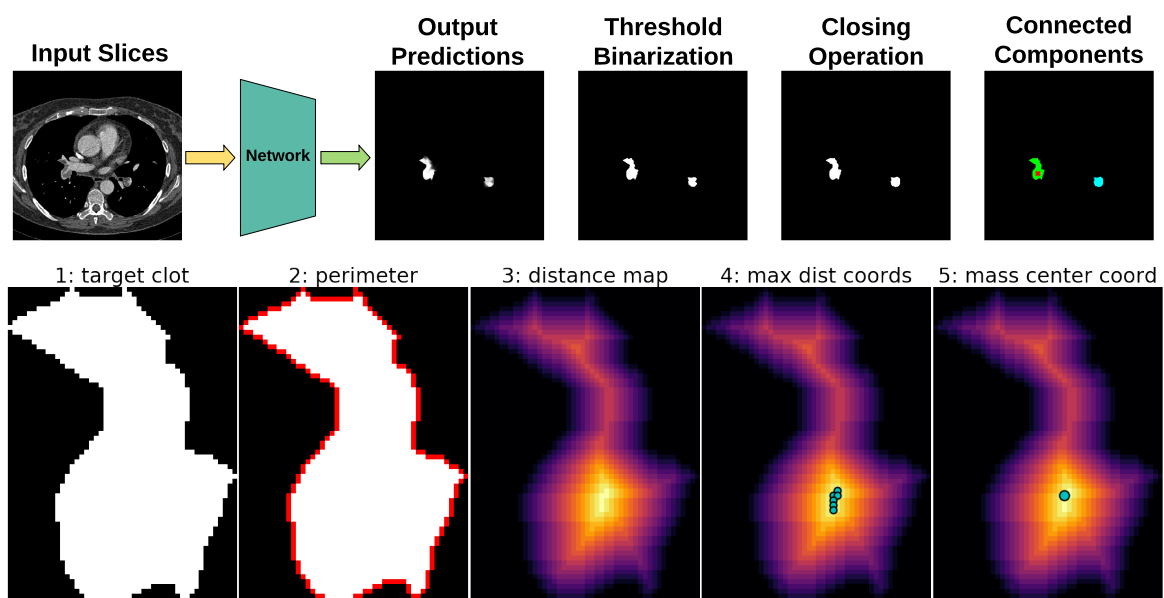 Input Slices
Network
Output
Predictions
Threshold
Binarization
Closing
Operation
Connected
Components
1: target clot
2: perimeter
3: distance map
4: max dist coords
5: mass center coord